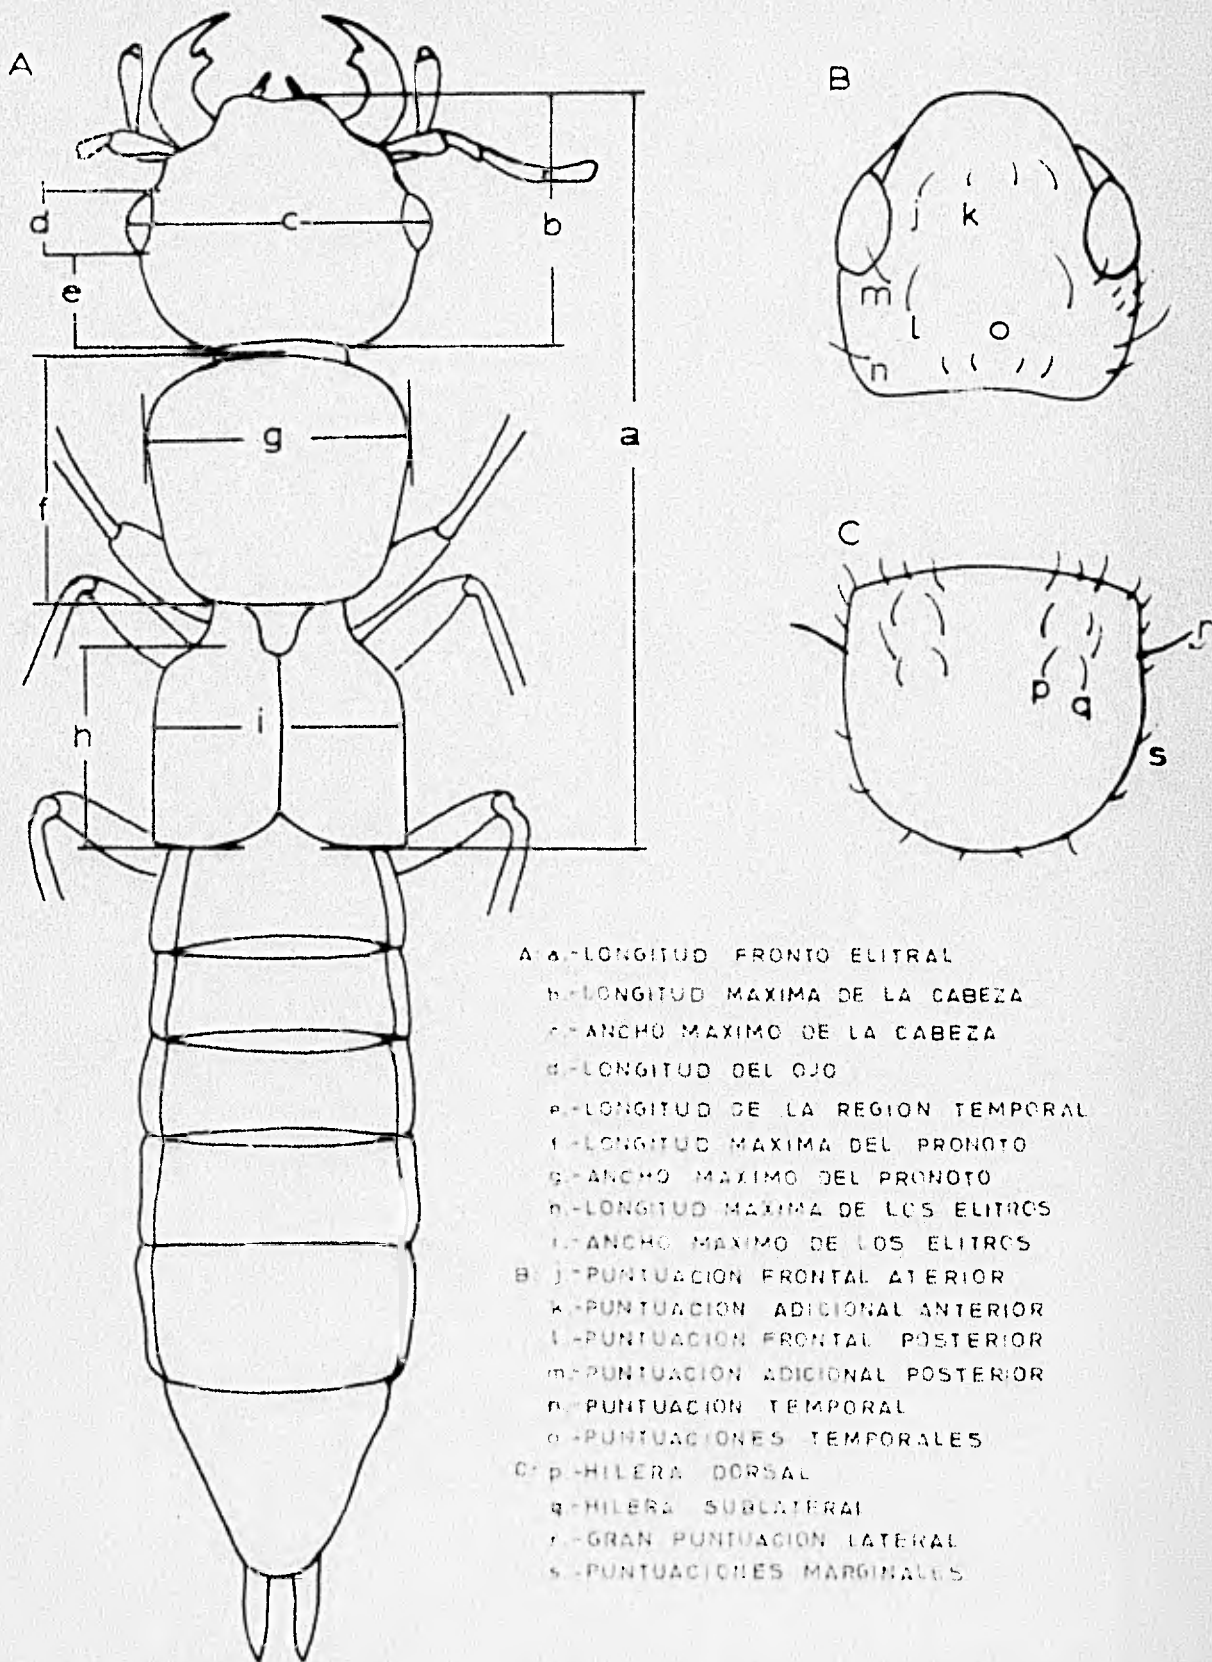 A
B
d
c
b
j
k
e
m
l
o
n
g
a
f
C
p
q
r
h
i
s
A: a.-LONGITUD FRONTO ELITRAL
b.-LONGITUD MAXIMA DE LA CABEZA
c.-ANCHO MAXIMO DE LA CABEZA
d.-LONGITUD DEL OJO
e.-LONGITUD DE LA REGION TEMPORAL
f.-LONGITUD MAXIMA DEL PRONOTO
g.-ANCHO MAXIMO DEL PRONOTO
h.-LONGITUD MAXIMA DE LOS ELITROS
i.-ANCHO MAXIMO DE LOS ELITROS
B: j.-PUNTUACION FRONTAL ATERIOR
k.-PUNTUACION ADICIONAL ANTERIOR
l.-PUNTUACION FRONTAL POSTERIOR
m.-PUNTUACION ADICIONAL POSTERIOR
n.-PUNTUACION TEMPORAL
o.-PUNTUACIONES TEMPORALES
C: p.-HILERA DORSAL
q.-HILERA SUBLATERAL
r.-GRAN PUNTUACION LATERAL
s.-PUNTUACIONES MARGINALES